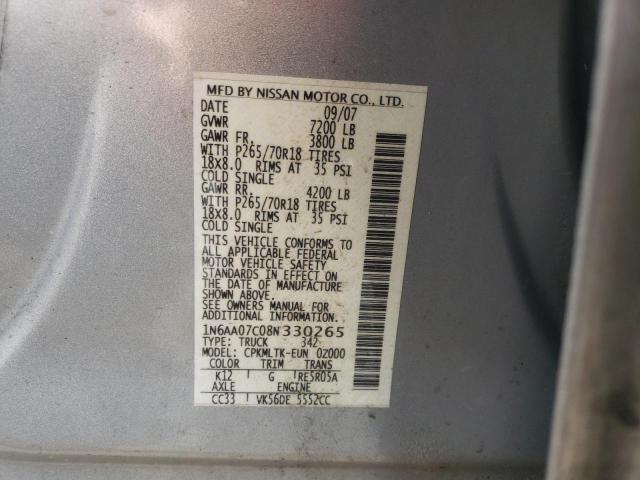 MFD BY NISSAN MOTOR CO., LTD.
DATE 09/07
GVWR 7200 LB
GAWR FR. 3800 LB
WITH P265/70R18 TIRES
18X8.0 RIMS AT 35 PSI
COLD SINGLE
GAWR RR. 4200 LB
WITH P265/70R18 TIRES
18X8.0 RIMS AT 35 PSI
COLD SINGLE
THIS VEHICLE CONFORMS TO
ALL APPLICABLE FEDERAL
MOTOR VEHICLE SAFETY
STANDARDS IN EFFECT ON
THE DATE OF MANUFACTURE
SHOWN ABOVE.
SEE OWNERS MANUAL FOR
ADDITIONAL INFORMATION.
1N6AA07C08N330265
TYPE: TRUCK 342
MODEL: CPKMLTK-EUN 0Z000
COLOR TRIM TRANS
K12 G RE5R05A
AXLE ENGINE
CC33 VK56DE 5552CC